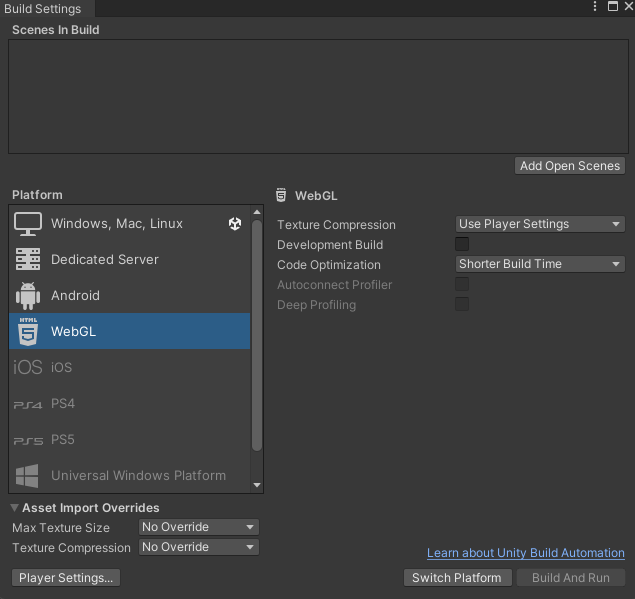 Build Settings
Scenes In Build
Add Open Scenes
Platform
Windows, Mac, Linux
Dedicated Server
Android
HTML
5
WebGL
iOS iOS
PS4 PS4
PS5 PS5
Universal Windows Platform
WebGL
Texture Compression Use Player Settings
Development Build
Code Optimization Shorter Build Time
Autoconnect Profiler
Deep Profiling
Asset Import Overrides
Max Texture Size No Override
Texture Compression No Override
Learn about Unity Build Automation
Player Settings... Switch Platform Build And Run